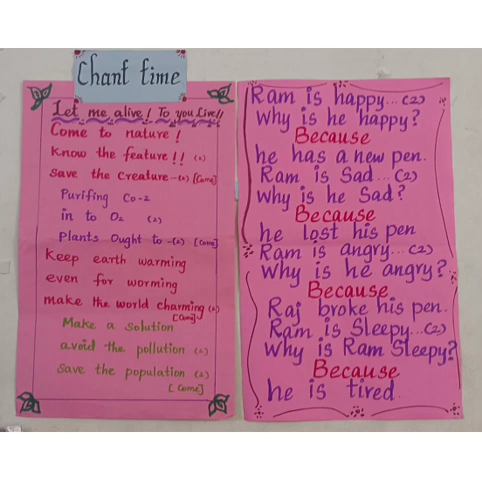 Chant time
Let me alive! To you Live!!
Come to nature!
Know the feature!! (2)
Save the Creature -(2) [Come]
Purifing Co-2
in to O2 (2)
Plants Ought to -(2) [Come]
Keep earth warming
even for worming
make the world charming (2)
[Come]
Make a Solution
avoid the pollution (2)
Save the population (2)
[Come]
Ram is happy...(2)
Why is he happy?
Because
he has a new pen.
Ram is Sad...(2)
Why is he Sad?
Because
he lost his pen
Ram is angry...(2)
Why is he angry?
Because
Raj broke his pen.
Ram is Sleepy...(2)
Why is Ram Sleepy?
Because
he is tired.